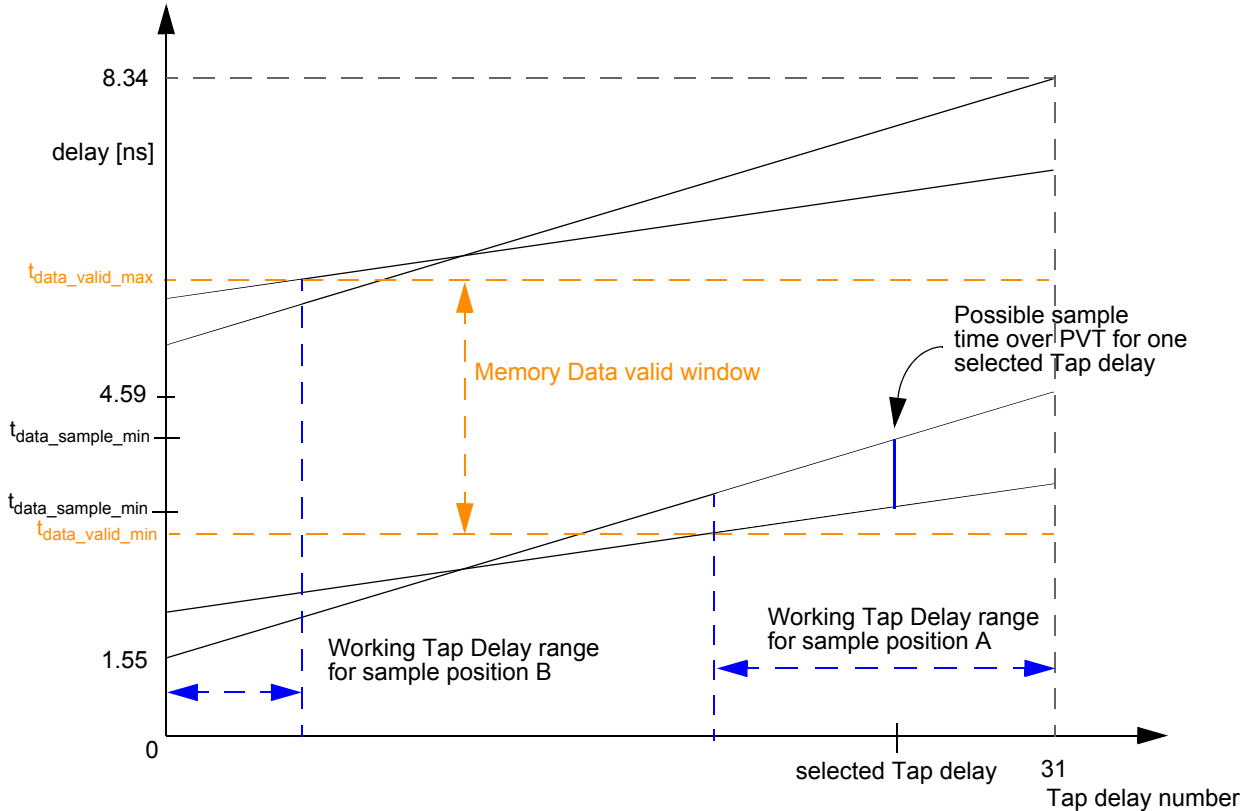 8.34
delay [ns]
tdata_valid_max
Possible sample
time over PVT for one
selected Tap delay
Memory Data valid window
4.59
tdata_sample_min
tdata_sample_min
tdata_valid_min
Working Tap Delay range
for sample position A
Working Tap Delay range
for sample position B
1.55
0
selected Tap delay
31
Tap delay number